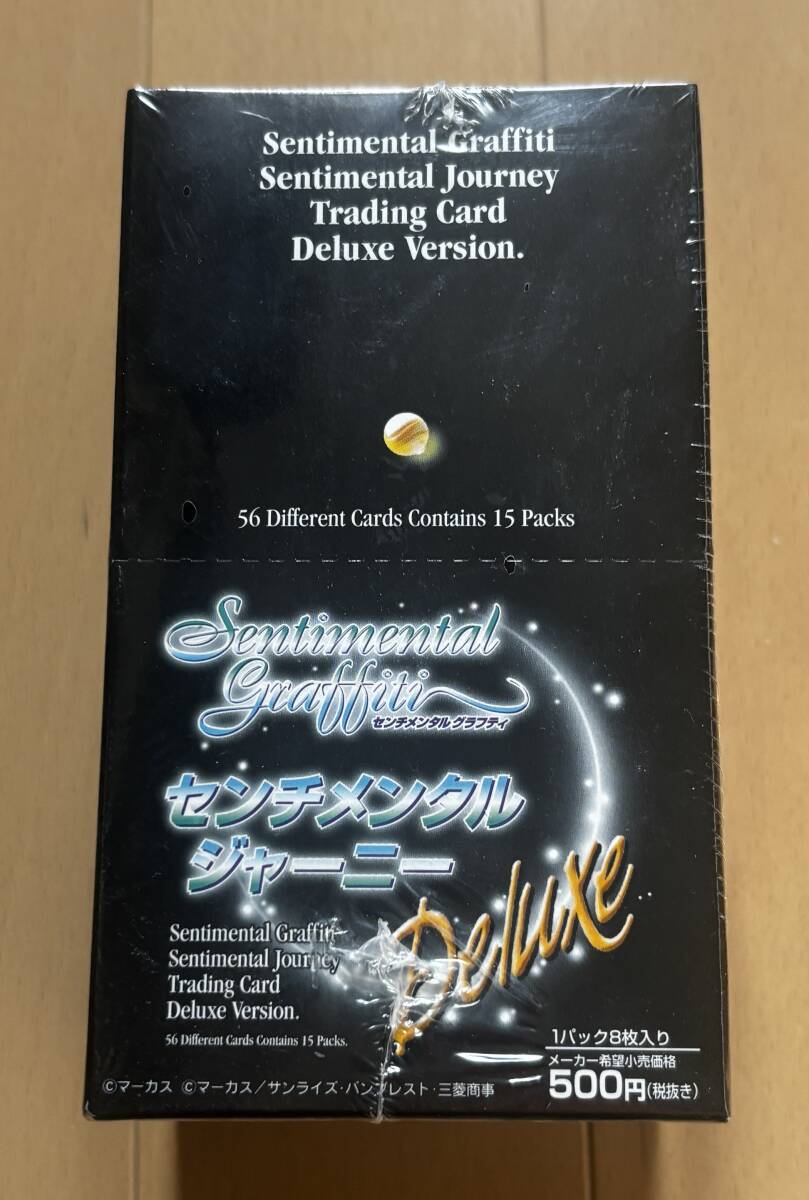 Sentimental Graffiti
Sentimental Journey
Trading Card
Deluxe Version.
56 Different Cards Contains 15 Packs
Sentimental
Graffiti
センチメンタルグラフティ
センチメンタル
ジャーニー
Deluxe
Sentimental Graffiti
Sentimental Journey
Trading Card
Deluxe Version.
56 Different Cards Contains 15 Packs.
1パック8枚入り
メーカー希望小売価格
500円(税抜き)
©マーカス ©マーカス/サンライズ・バンプレスト・三菱商事